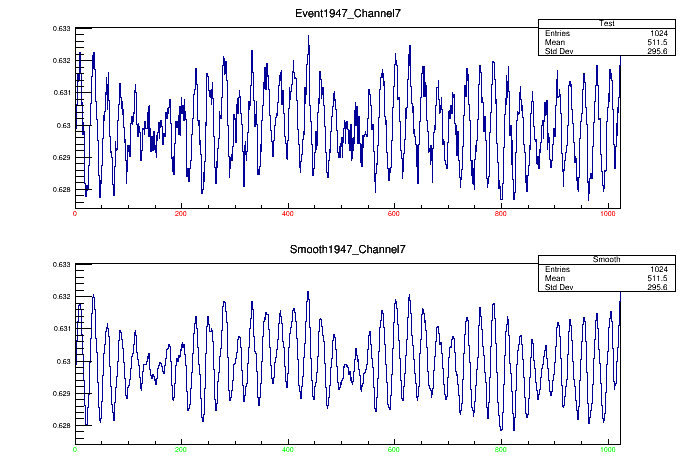 Event1947_Channel7
Test
Entries 1024
Mean 511.5
Std Dev 295.6
0.633
0.632
0.631
0.63
0.629
0.628
0 200 400 600 800 1000
Smooth1947_Channel7
Smooth
Entries 1024
Mean 511.5
Std Dev 295.6
0.633
0.632
0.631
0.63
0.629
0.628
0 200 400 600 800 1000